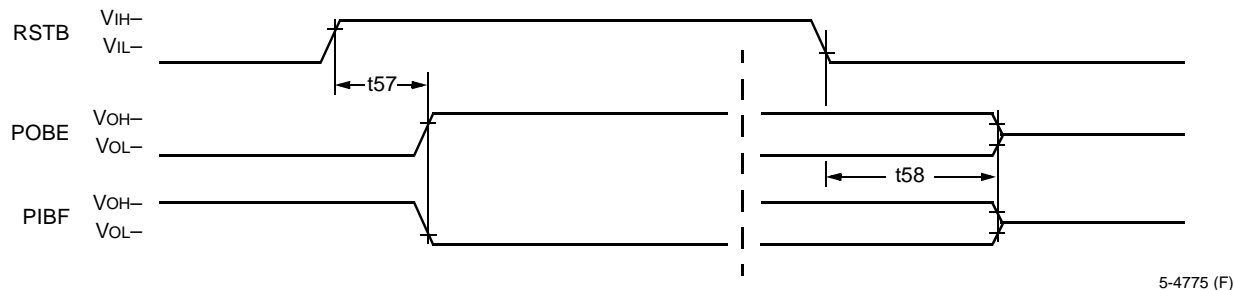 RSTB
VIH–
VIL–
t57
POBE
VOH–
VOL–
t58
PIBF
VOH–
VOL–
5-4775 (F)